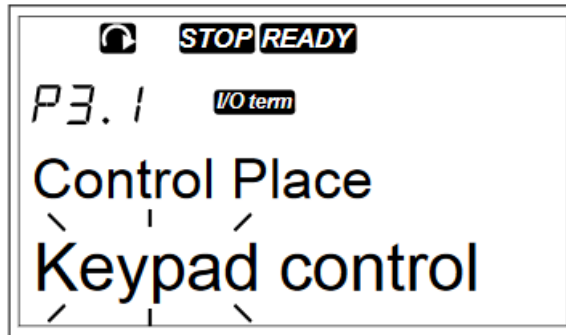 STOP READY
P3.1 I/O term
Control Place
Keypad control